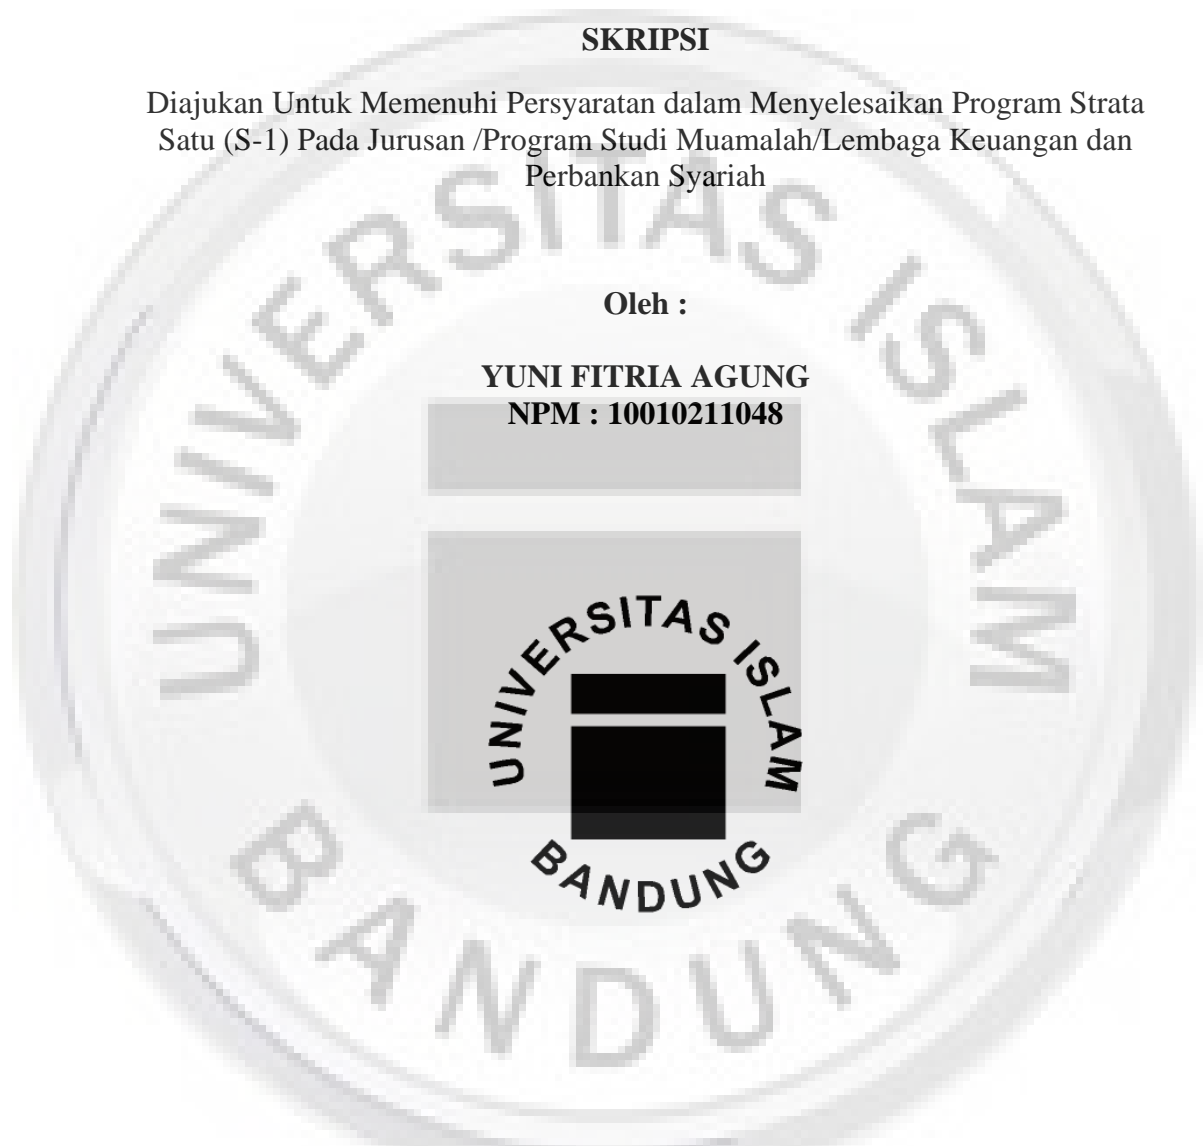 SKRIPSI
Diajukan Untuk Memenuhi Persyaratan dalam Menyelesaikan Program Strata
Satu (S-1) Pada Jurusan /Program Studi Muamalah/Lembaga Keuangan dan
Perbankan Syariah
Oleh :
YUNI FITRIA AGUNG
NPM : 10010211048
UNIVERSITAS ISLAM
BANDUNG
UNIVERSITAS ISLAM
BANDUNG